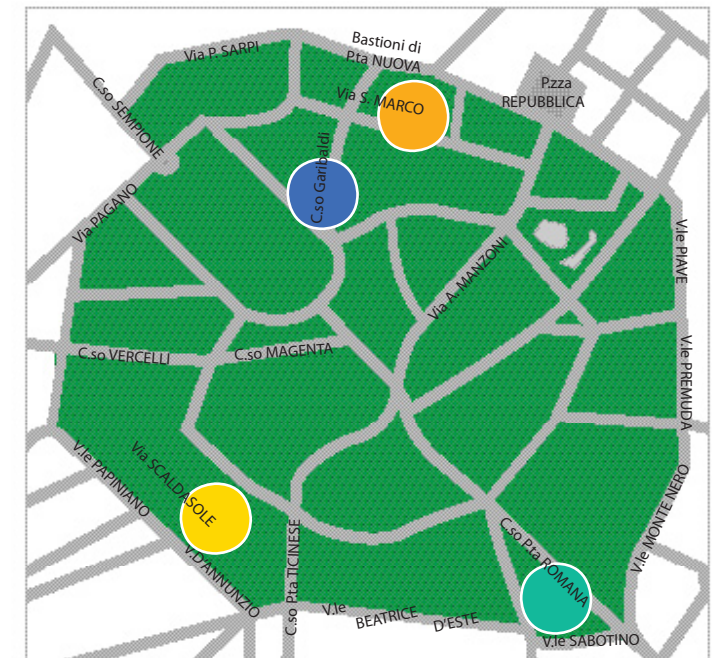 Bastioni di
P.ta NUOVA
Via P. SARPI
P.zza
REPUBBLICA
C.so SEMPIONE
Via S. MARCO
C.so Garibaldi
Via PAGANO
V.le PIAVE
Via A. MANZONI
C.so VERCELLI
C.so MAGENTA
V.le PREMUDA
Via SCALDASOLE
V.le PAPINIANO
V.le MONTE NERO
C.so P.ta ROMANA
V.D'ANNUNZIO
C.so P.ta TICINESE
V.le
BEATRICE
D'ESTE
V.le SABOTINO